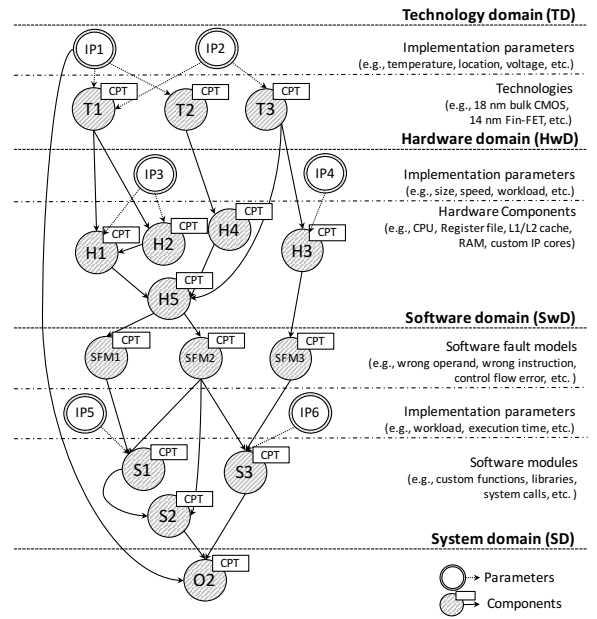 Technology domain (TD)
IP1
IP2
Implementation parameters
(e.g., temperature, location, voltage, etc.)
CPT
CPT
CPT
T1
T2
T3
Technologies
(e.g., 18 nm bulk CMOS,
14 nm Fin-FET, etc.)
Hardware domain (HwD)
IP3
IP4
Implementation parameters
(e.g., size, speed, workload, etc.)
CPT
CPT
CPT
CPT
H1
H2
H4
H3
Hardware Components
(e.g., CPU, Register file, L1/L2 cache,
RAM, custom IP cores)
CPT
H5
Software domain (SwD)
CPT
CPT
CPT
SFM1
SFM2
SFM3
Software fault models
(e.g., wrong operand, wrong instruction,
control flow error, etc. )
IP5
IP6
Implementation parameters
(e.g., workload, execution time, etc.)
CPT
CPT
S1
S3
Software modules
(e.g., custom functions, libraries,
system calls, etc. )
CPT
S2
System domain (SD)
CPT
O2
Parameters
Components